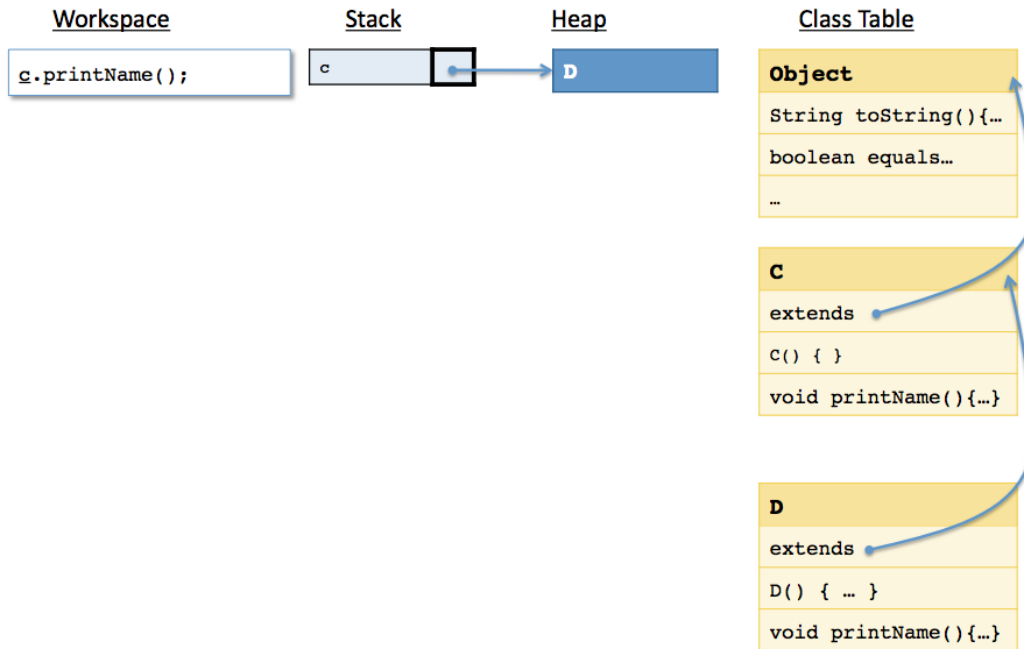 Workspace
Stack
Heap
Class Table
c.printName();
c
D
Object
String toString(){…
boolean equals…
…
C
extends
C() { }
void printName(){…}
D
extends
D() { … }
void printName(){…}